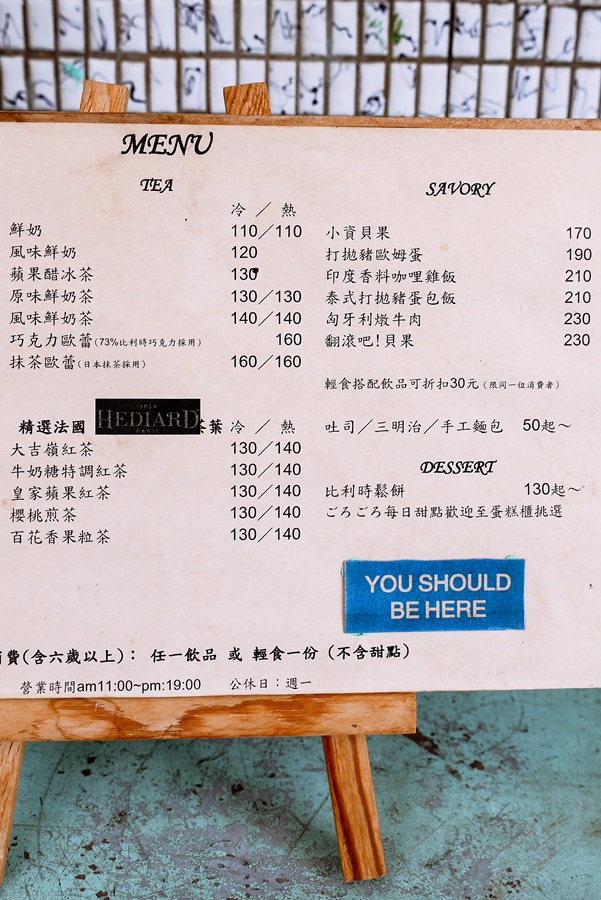 MENU
TEA
冷 ／ 熱
鮮奶 110／110
風味鮮奶 120
蘋果醋冰茶 130
原味鮮奶茶 130／130
風味鮮奶茶 140／140
巧克力歐蕾(73%比利時巧克力採用) 160
抹茶歐蕾(日本抹茶採用) 160／160
精選法國 HEDIARD PARIS 茶葉 冷 ／ 熱
大吉嶺紅茶 130／140
牛奶糖特調紅茶 130／140
皇家蘋果紅茶 130／140
櫻桃煎茶 130／140
百花香果粒茶 130／140
SAVORY
小資貝果 170
打拋豬歐姆蛋 190
印度香料咖哩雞飯 210
泰式打拋豬蛋包飯 210
匈牙利燉牛肉 230
翻滾吧!貝果 230
輕食搭配飲品可折扣30元 (限同一位消費者)
吐司／三明治／手工麵包 50起～
DESSERT
比利時鬆餅 130起～
ごろごろ每日甜點歡迎至蛋糕櫃挑選
YOU SHOULD
BE HERE
消費(含六歲以上)： 任一飲品 或 輕食一份 (不含甜點)
營業時間am11:00~pm:19:00 公休日：週一